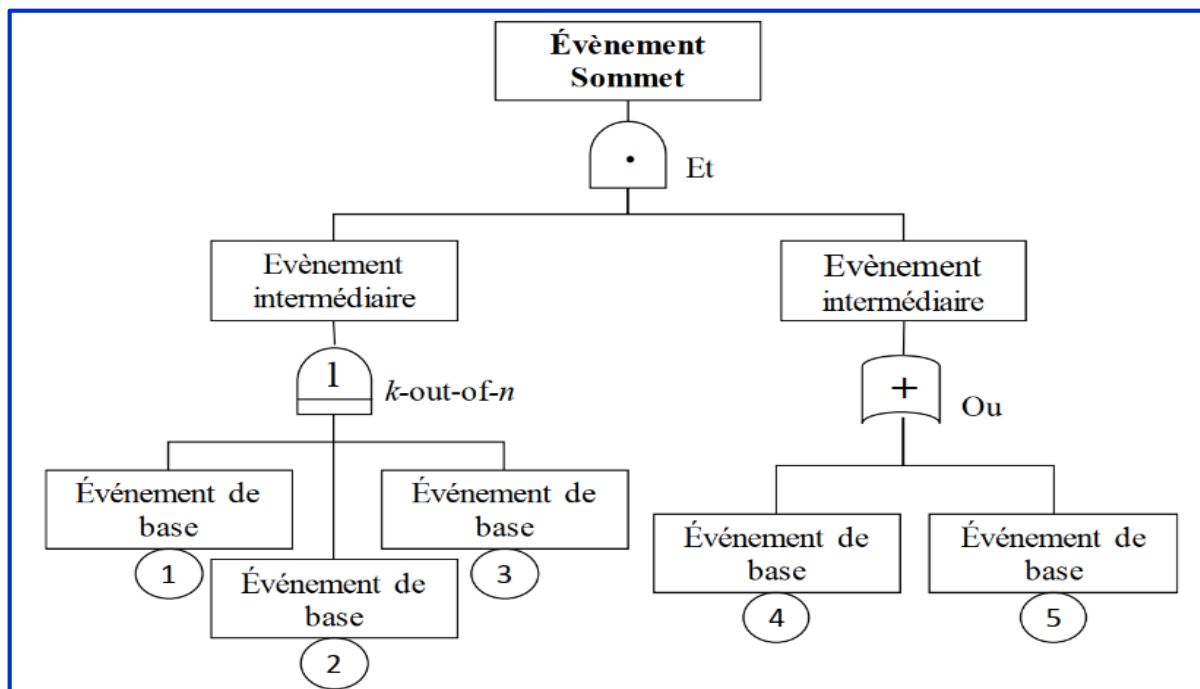 Évènement
Sommet
·
Et
Evènement
intermédiaire
Evènement
intermédiaire
1
k-out-of-n
+
Ou
Événement de
base
1
Événement de
base
2
Événement de
base
3
Événement de
base
4
Événement de
base
5